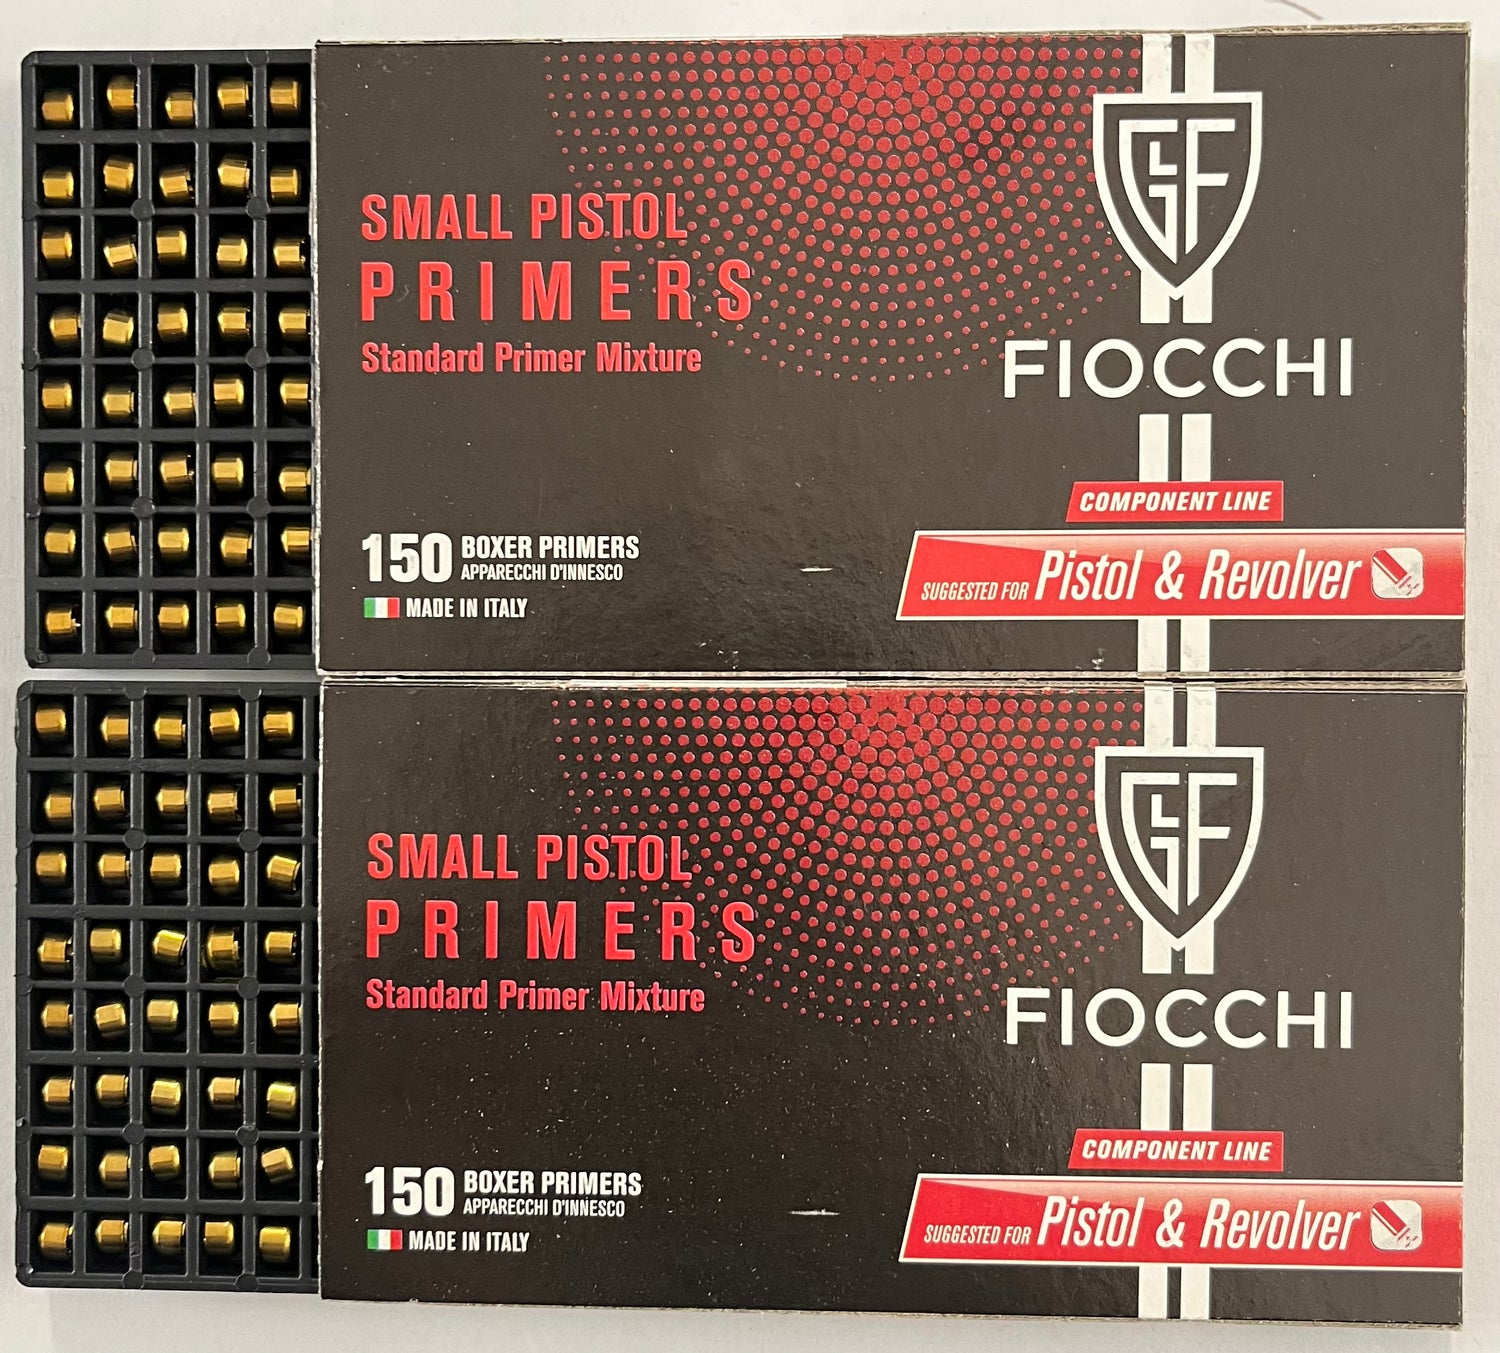 SMALL PISTOL
PRIMERS
Standard Primer Mixture
150 BOXER PRIMERS
APPARECCHI D'INNESCO
MADE IN ITALY
GFL
FIOCCHI
COMPONENT LINE
SUGGESTED FOR Pistol & Revolver
SMALL PISTOL
PRIMERS
Standard Primer Mixture
150 BOXER PRIMERS
APPARECCHI D'INNESCO
MADE IN ITALY
GFL
FIOCCHI
COMPONENT LINE
SUGGESTED FOR Pistol & Revolver